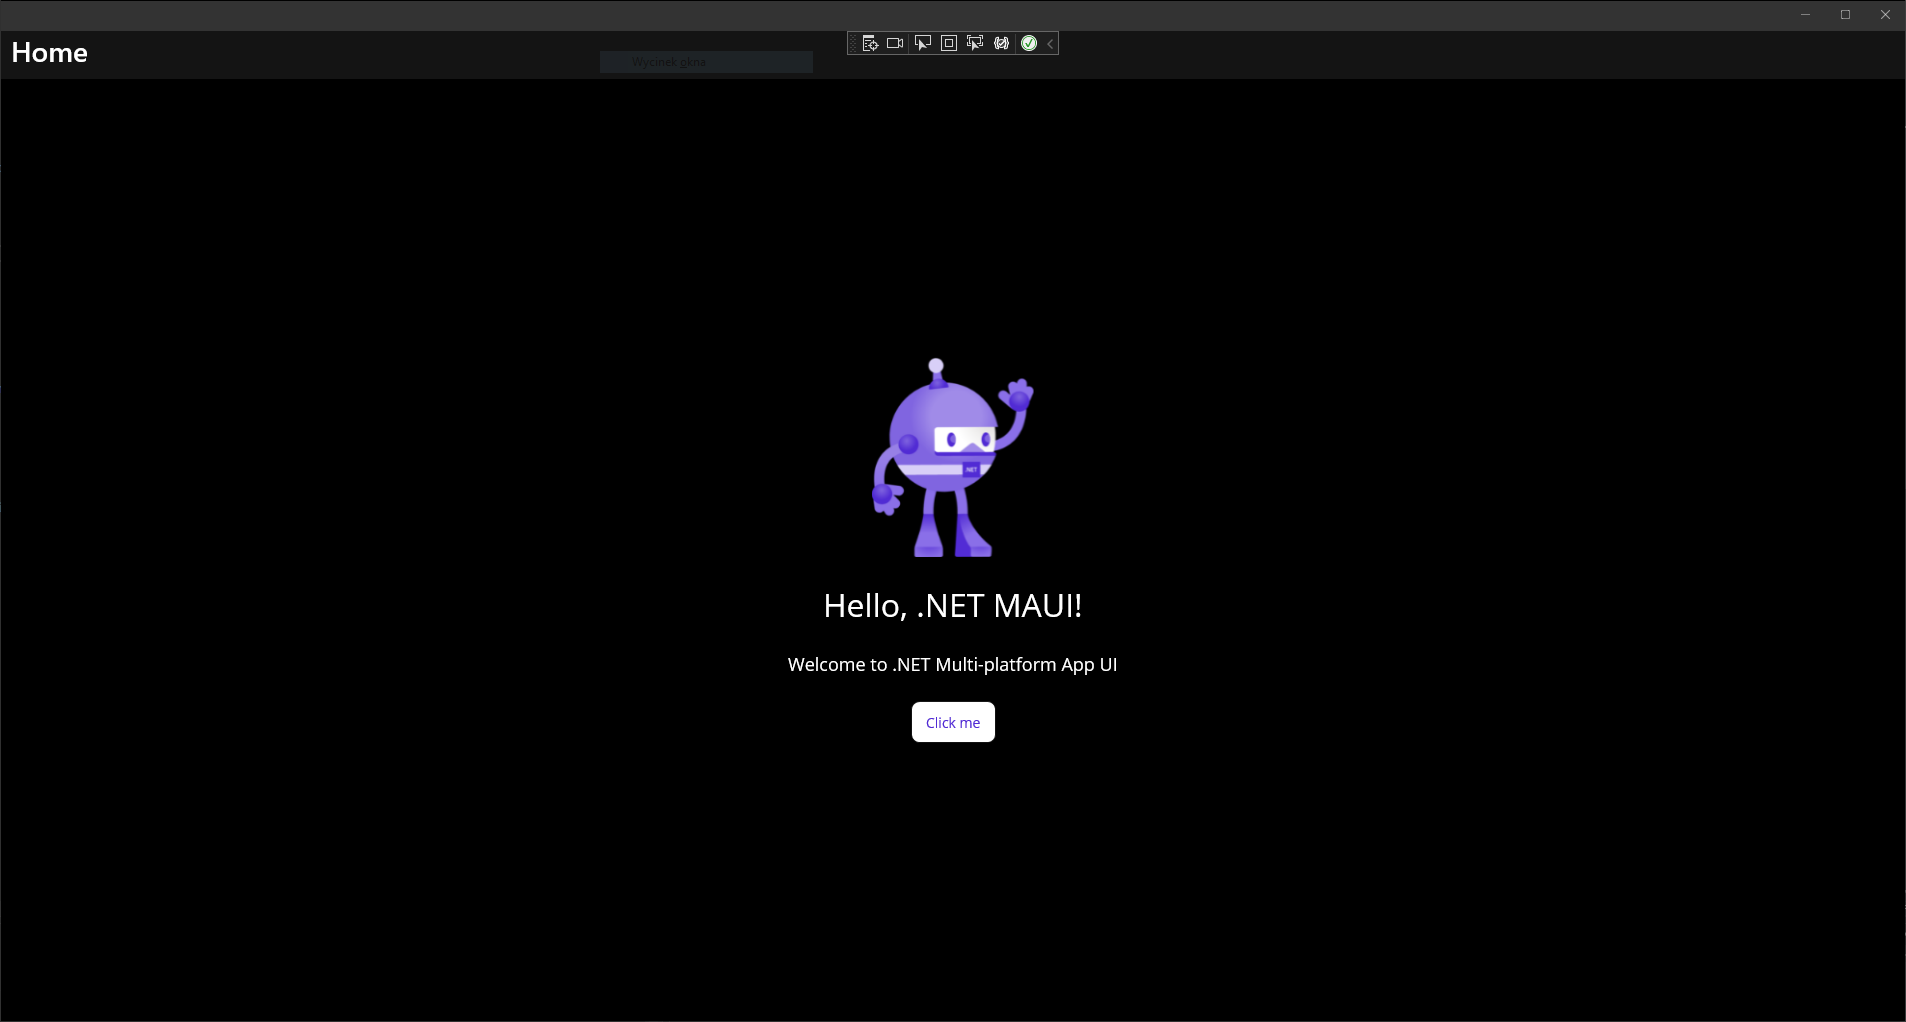 Home
Wycinek okna
.NET
Hello, .NET MAUI!
Welcome to .NET Multi-platform App UI
Click me